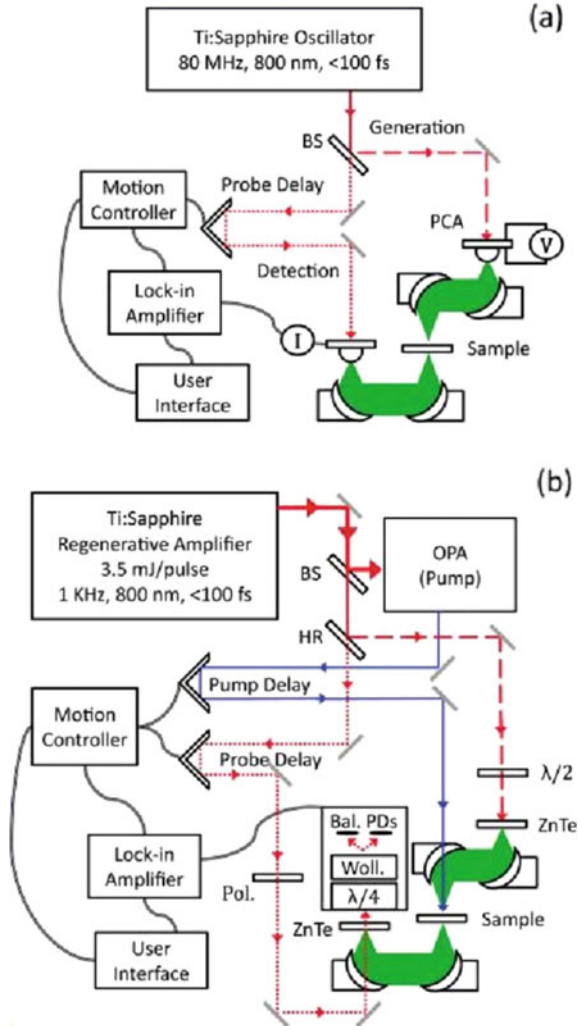 (a)
Ti:Sapphire Oscillator
80 MHz, 800 nm, <100 fs
BS
Generation
Probe Delay
Motion
Controller
PCA
V
Detection
Lock-in
Amplifier
I
Sample
User
Interface
(b)
Ti:Sapphire
Regenerative Amplifier
3.5 mJ/pulse
1 KHz, 800 nm, <100 fs
OPA
(Pump)
BS
HR
Pump Delay
Motion
Controller
Probe Delay
λ/2
Bal. PDs
ZnTe
Lock-in
Amplifier
Woll.
Pol.
λ/4
ZnTe
Sample
User
Interface